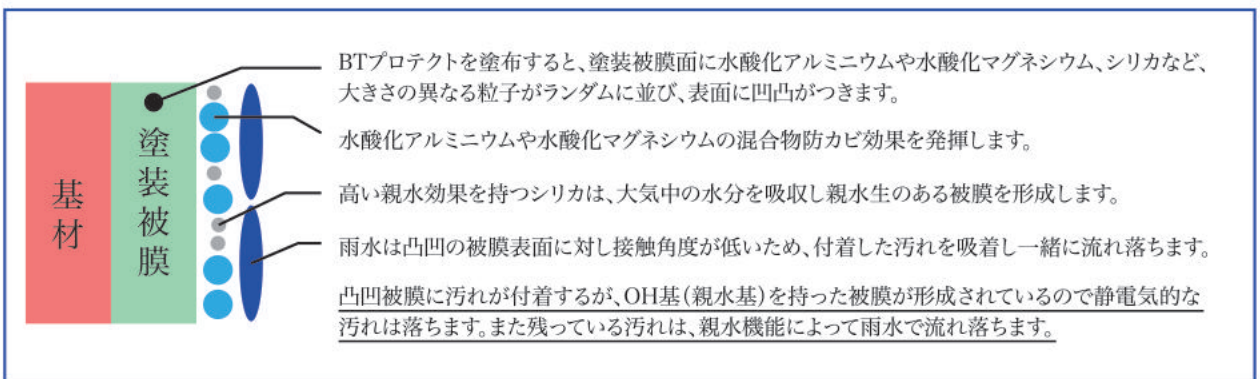 基材
塗装被膜
BTプロテクトを塗布すると、塗装被膜面に水酸化アルミニウムや水酸化マグネシウム、シリカなど、
大きさの異なる粒子がランダムに並び、表面に凹凸がつきます。
水酸化アルミニウムや水酸化マグネシウムの混合物防カビ効果を発揮します。
高い親水効果を持つシリカは、大気中の水分を吸収し親水生のある被膜を形成します。
雨水は凸凹の被膜表面に対し接触角度が低いため、付着した汚れを吸着し一緒に流れ落ちます。
凸凹被膜に汚れが付着するが、OH基(親水基)を持った被膜が形成されているので静電気的な
汚れは落ちます。また残っている汚れは、親水機能によって雨水で流れ落ちます。